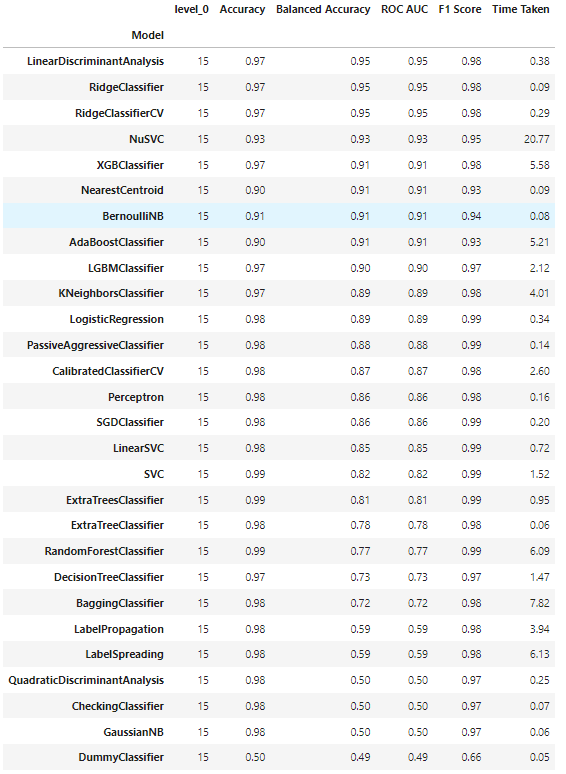 level_0 Accuracy Balanced Accuracy ROC AUC F1 Score Time Taken
Model
LinearDiscriminantAnalysis 15 0.97 0.95 0.95 0.98 0.38
RidgeClassifier 15 0.97 0.95 0.95 0.98 0.09
RidgeClassifierCV 15 0.97 0.95 0.95 0.98 0.29
NuSVC 15 0.93 0.93 0.93 0.95 20.77
XGBClassifier 15 0.97 0.91 0.91 0.98 5.58
NearestCentroid 15 0.90 0.91 0.91 0.93 0.09
BernoulliNB 15 0.91 0.91 0.91 0.94 0.08
AdaBoostClassifier 15 0.90 0.91 0.91 0.93 5.21
LGBMClassifier 15 0.97 0.90 0.90 0.97 2.12
KNeighborsClassifier 15 0.97 0.89 0.89 0.98 4.01
LogisticRegression 15 0.98 0.89 0.89 0.99 0.34
PassiveAggressiveClassifier 15 0.98 0.88 0.88 0.99 0.14
CalibratedClassifierCV 15 0.98 0.87 0.87 0.98 2.60
Perceptron 15 0.98 0.86 0.86 0.98 0.16
SGDClassifier 15 0.98 0.86 0.86 0.99 0.20
LinearSVC 15 0.98 0.85 0.85 0.99 0.72
SVC 15 0.99 0.82 0.82 0.99 1.52
ExtraTreesClassifier 15 0.99 0.81 0.81 0.99 0.95
ExtraTreeClassifier 15 0.98 0.78 0.78 0.98 0.06
RandomForestClassifier 15 0.99 0.77 0.77 0.99 6.09
DecisionTreeClassifier 15 0.97 0.73 0.73 0.97 1.47
BaggingClassifier 15 0.98 0.72 0.72 0.98 7.82
LabelPropagation 15 0.98 0.59 0.59 0.98 3.94
LabelSpreading 15 0.98 0.59 0.59 0.98 6.13
QuadraticDiscriminantAnalysis 15 0.98 0.50 0.50 0.97 0.25
CheckingClassifier 15 0.98 0.50 0.50 0.97 0.07
GaussianNB 15 0.98 0.50 0.50 0.97 0.06
DummyClassifier 15 0.50 0.49 0.49 0.66 0.05